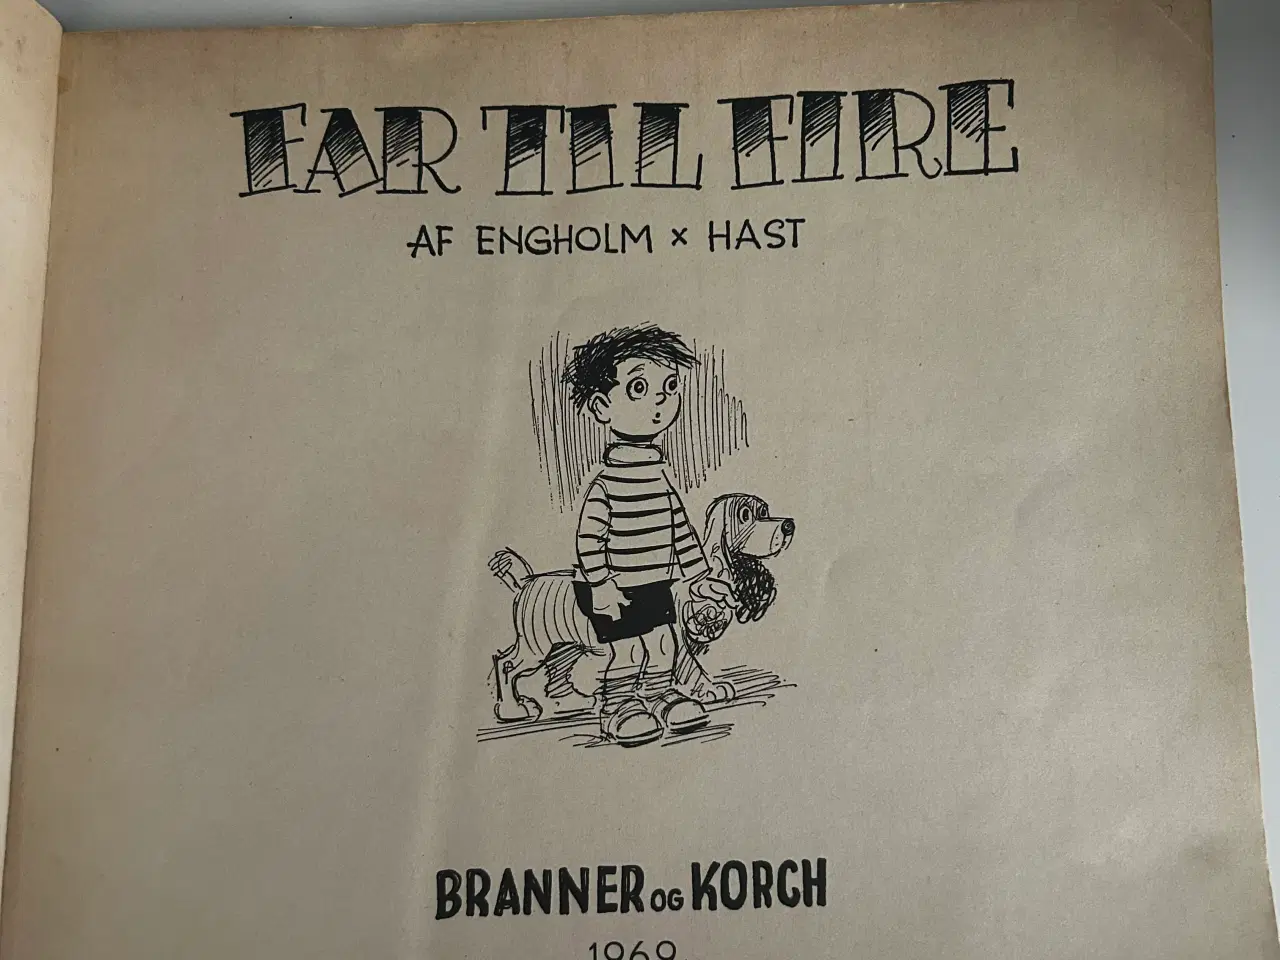 FAR TIL FIRE
AF ENGHOLM × HAST
BRANNER OG KORCH
1969